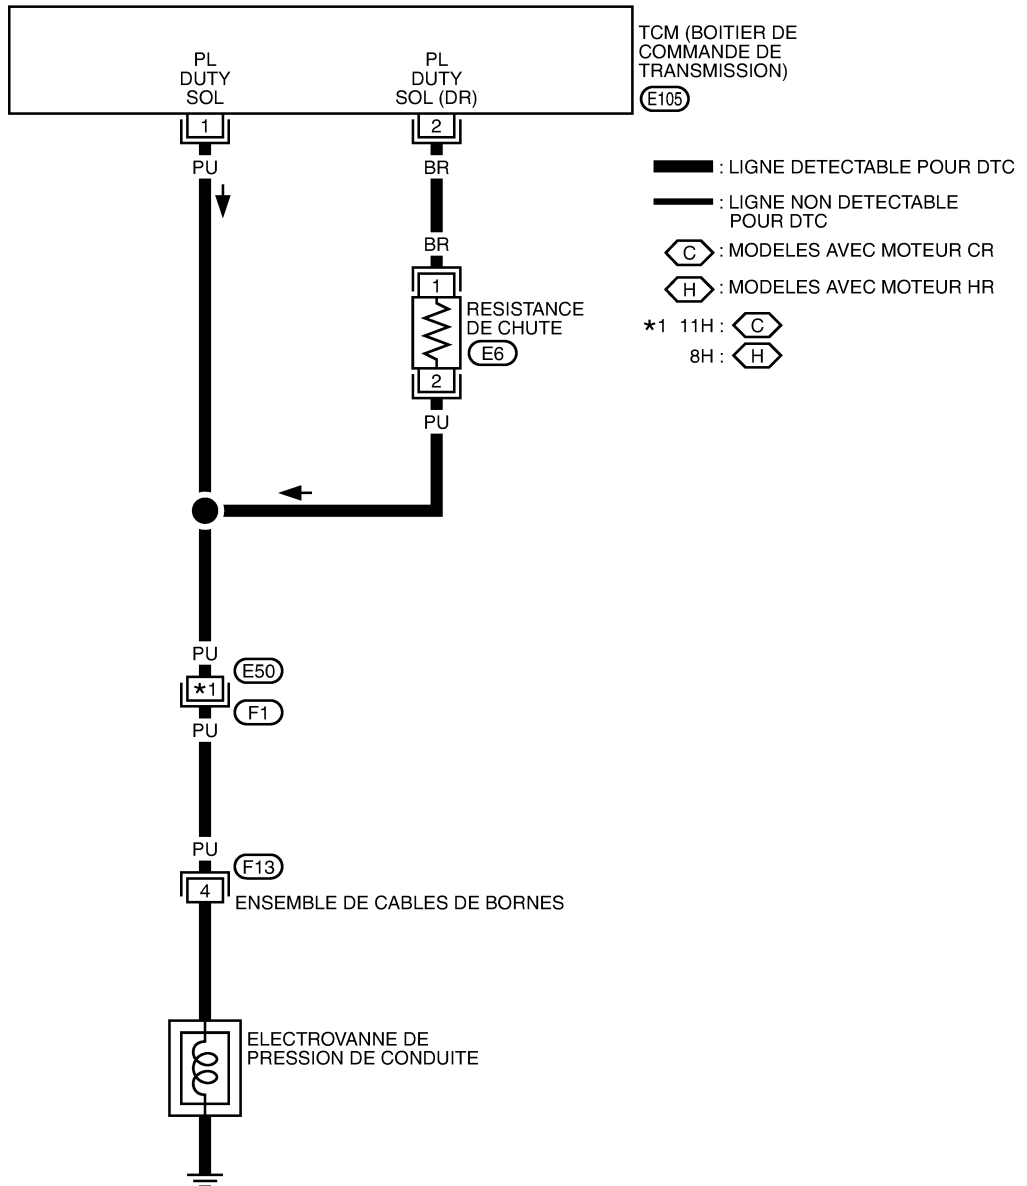 TCM (BOITIER DE
COMMANDE DE
TRANSMISSION)
E105
PL
DUTY
SOL
PL
DUTY
SOL (DR)
1
2
PU
BR
: LIGNE DETECTABLE POUR DTC
: LIGNE NON DETECTABLE
POUR DTC
C : MODELES AVEC MOTEUR CR
H : MODELES AVEC MOTEUR HR
*1 11H : C
8H : H
BR
1
RESISTANCE
DE CHUTE
E6
2
PU
PU
E50
*1
F1
PU
PU
F13
4
ENSEMBLE DE CABLES DE BORNES
ELECTROVANNE DE
PRESSION DE CONDUITE